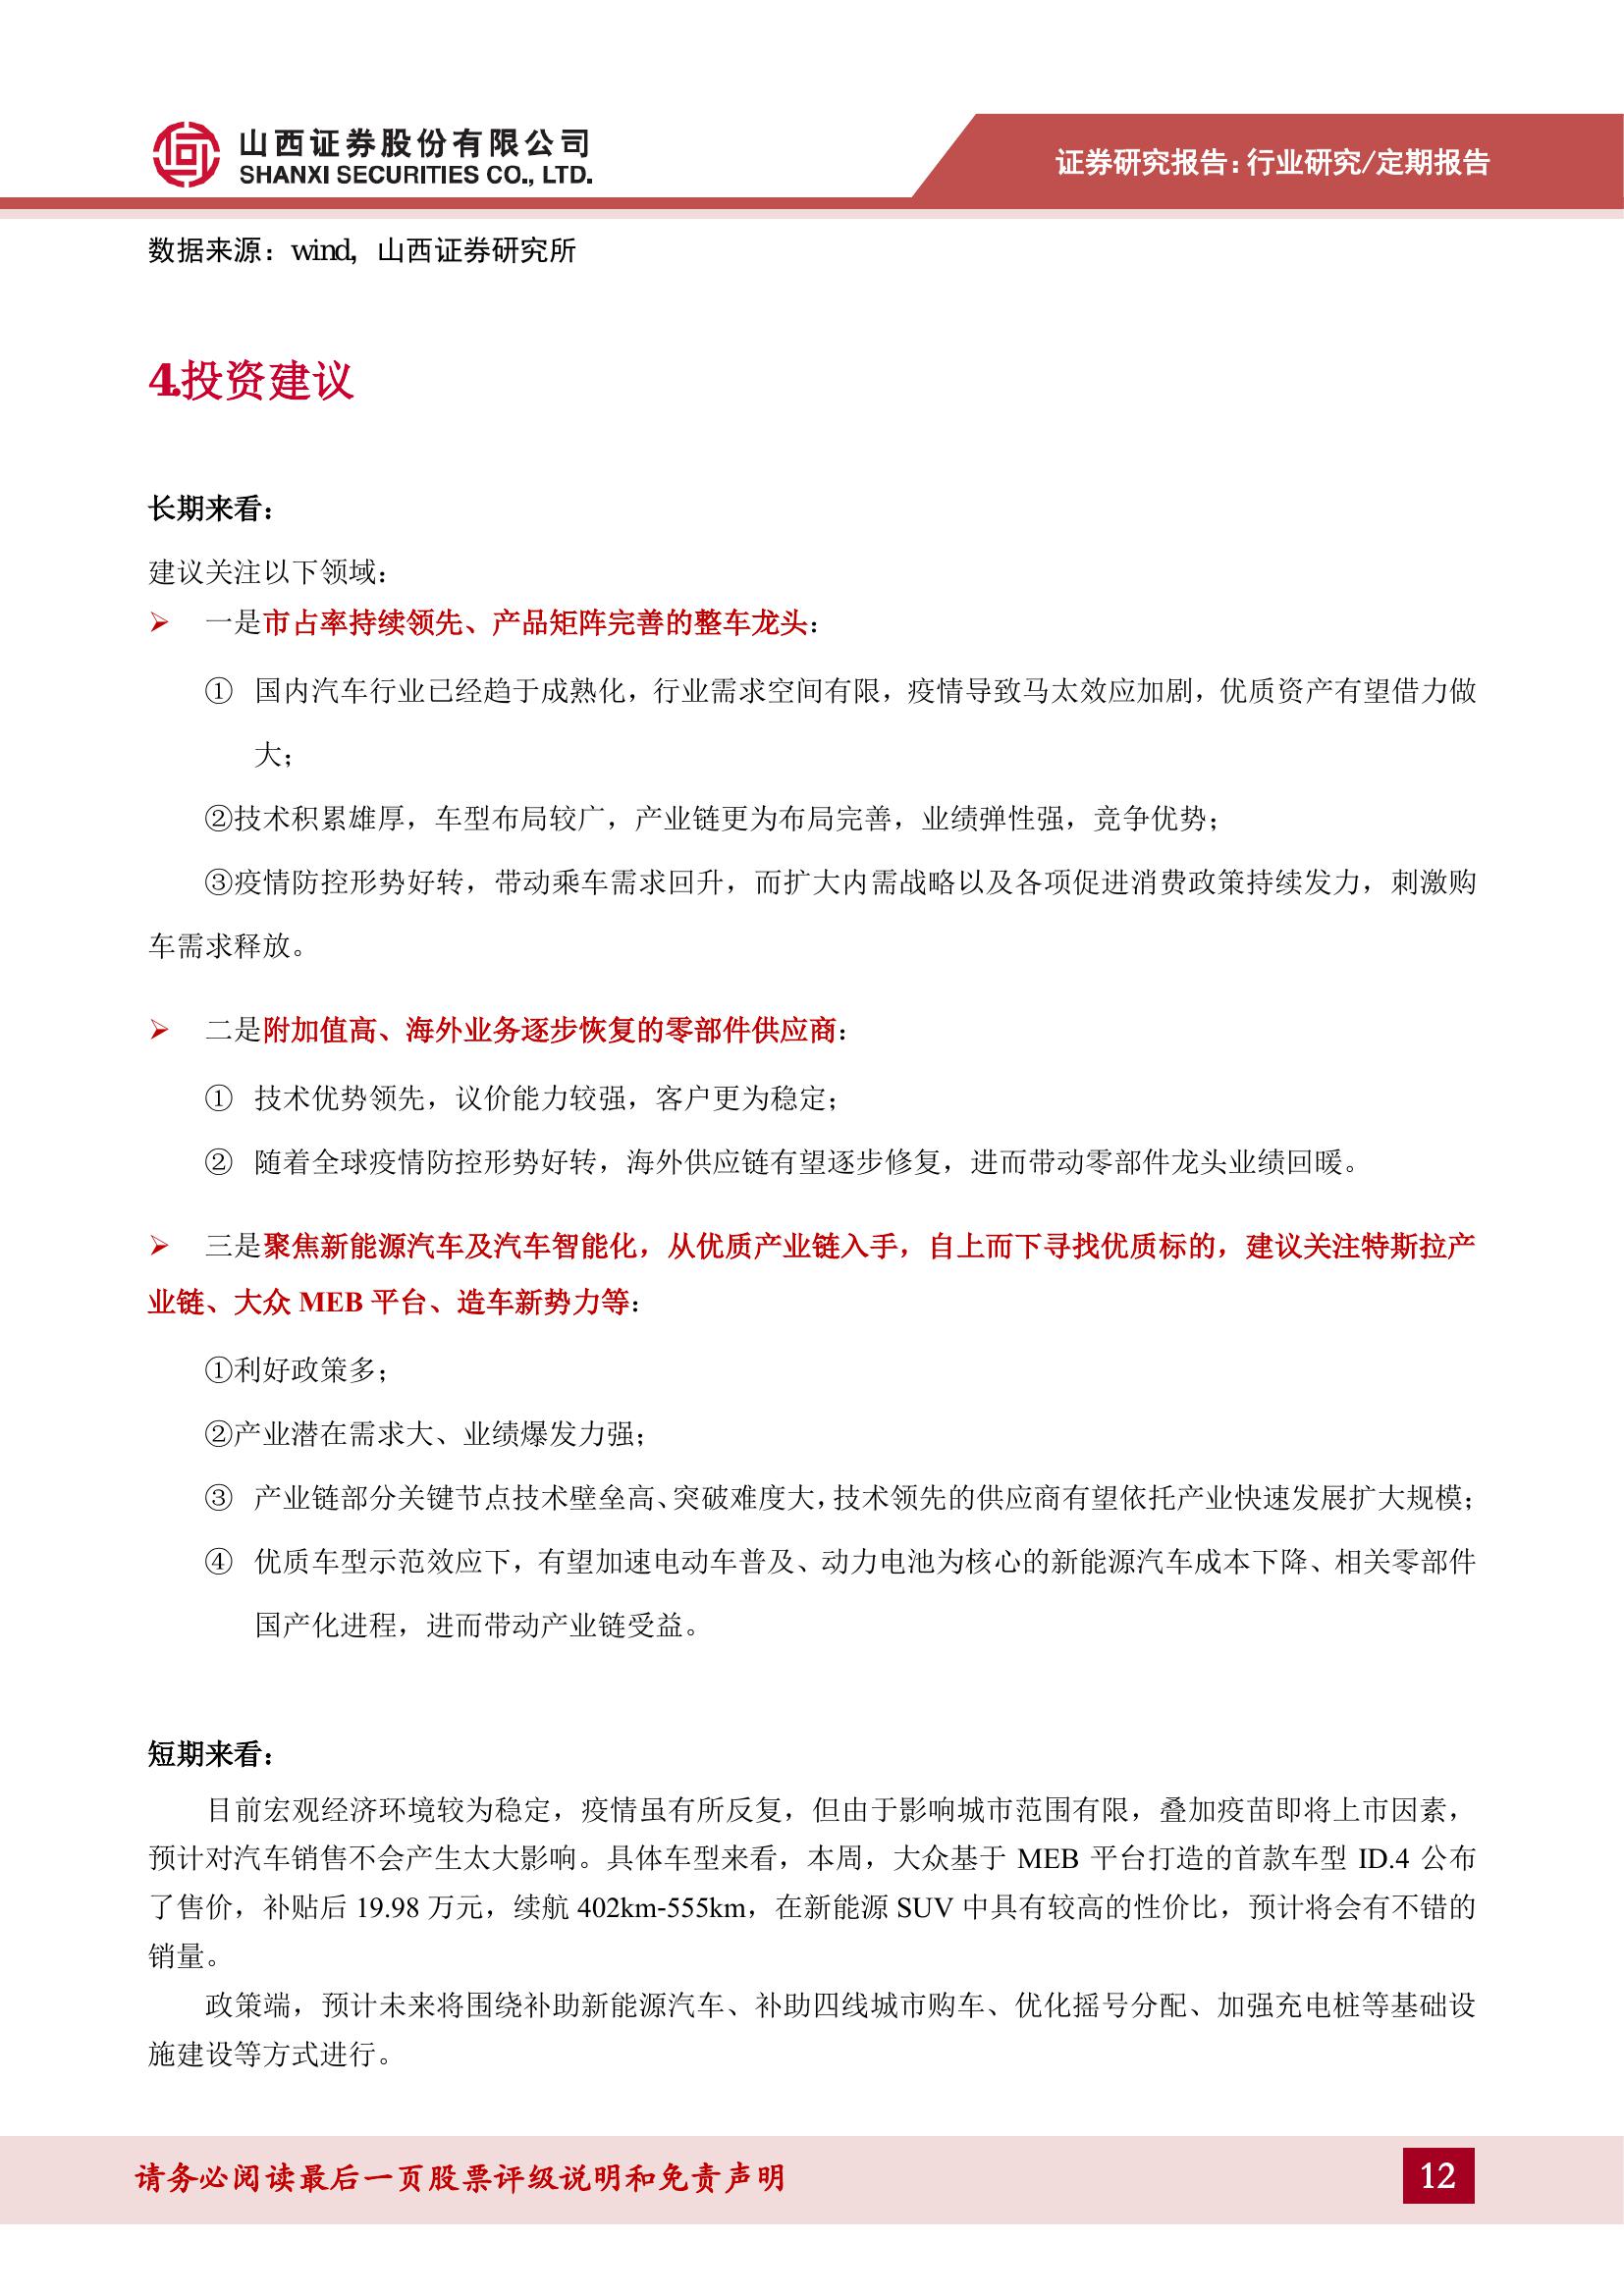 山西证券股份有限公司
SHANXI SECURITIES CO., LTD.
证券研究报告：行业研究/定期报告
数据来源：wind，山西证券研究所
4.投资建议
长期来看：
建议关注以下领域：
➢ 一是市占率持续领先、产品矩阵完善的整车龙头：
① 国内汽车行业已经趋于成熟化，行业需求空间有限，疫情导致马太效应加剧，优质资产有望借力做
大；
②技术积累雄厚，车型布局较广，产业链更为布局完善，业绩弹性强，竞争优势；
③疫情防控形势好转，带动乘车需求回升，而扩大内需战略以及各项促进消费政策持续发力，刺激购
车需求释放。
➢ 二是附加值高、海外业务逐步恢复的零部件供应商：
① 技术优势领先，议价能力较强，客户更为稳定；
② 随着全球疫情防控形势好转，海外供应链有望逐步修复，进而带动零部件龙头业绩回暖。
➢ 三是聚焦新能源汽车及汽车智能化，从优质产业链入手，自上而下寻找优质标的，建议关注特斯拉产
业链、大众 MEB 平台、造车新势力等：
①利好政策多；
②产业潜在需求大、业绩爆发力强；
③ 产业链部分关键节点技术壁垒高、突破难度大，技术领先的供应商有望依托产业快速发展扩大规模；
④ 优质车型示范效应下，有望加速电动车普及、动力电池为核心的新能源汽车成本下降、相关零部件
国产化进程，进而带动产业链受益。
短期来看：
目前宏观经济环境较为稳定，疫情虽有所反复，但由于影响城市范围有限，叠加疫苗即将上市因素，
预计对汽车销售不会产生太大影响。具体车型来看，本周，大众基于 MEB 平台打造的首款车型 ID.4 公布
了售价，补贴后 19.98 万元，续航 402km-555km，在新能源 SUV 中具有较高的性价比，预计将会有不错的
销量。
政策端，预计未来将围绕补助新能源汽车、补助四线城市购车、优化摇号分配、加强充电桩等基础设
施建设等方式进行。
请务必阅读最后一页股票评级说明和免责声明
12